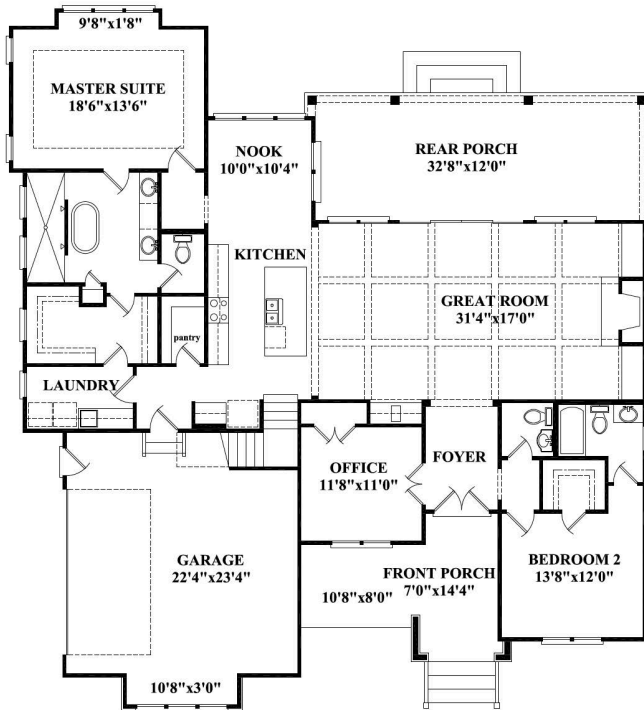 9'8"x1'8"
MASTER SUITE
18'6"x13'6"
NOOK
10'0"x10'4"
REAR PORCH
32'8"x12'0"
KITCHEN
GREAT ROOM
31'4"x17'0"
pantry
LAUNDRY
OFFICE
11'8"x11'0"
FOYER
GARAGE
22'4"x23'4"
FRONT PORCH
7'0"x14'4"
10'8"x8'0"
BEDROOM 2
13'8"x12'0"
10'8"x3'0"